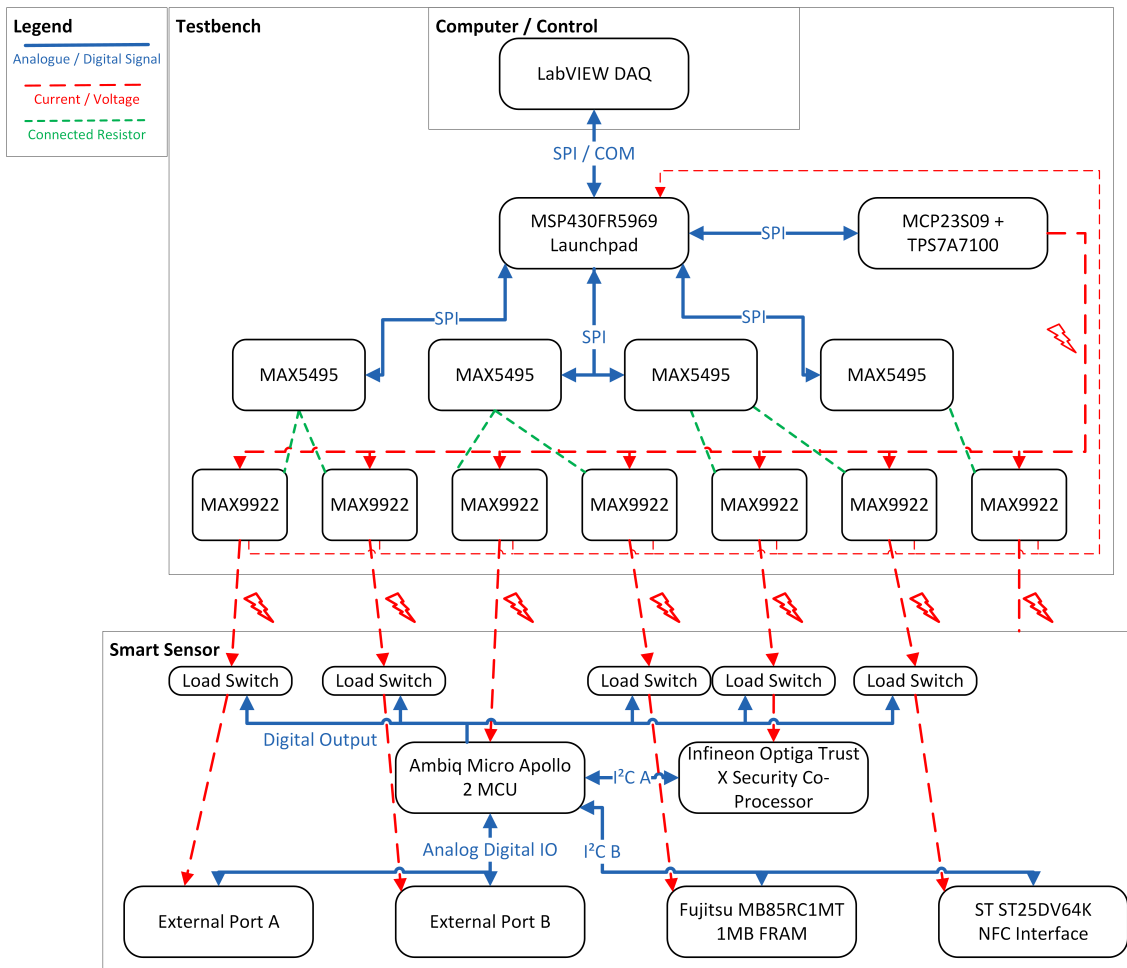 Legend
Analogue / Digital Signal
Current / Voltage
Connected Resistor
Testbench
Computer / Control
LabVIEW DAQ
SPI / COM
MSP430FR5969
Launchpad
SPI
MCP23S09 +
TPS7A7100
SPI
SPI
SPI
MAX5495
MAX5495
MAX5495
MAX5495
MAX9922
MAX9922
MAX9922
MAX9922
MAX9922
MAX9922
MAX9922
Smart Sensor
Load Switch
Load Switch
Load Switch
Load Switch
Load Switch
Digital Output
Ambiq Micro Apollo
2 MCU
I²C A
Infineon Optiga Trust
X Security Co-
Processor
Analog Digital IO
I²C B
External Port A
External Port B
Fujitsu MB85RC1MT
1MB FRAM
ST ST25DV64K
NFC Interface